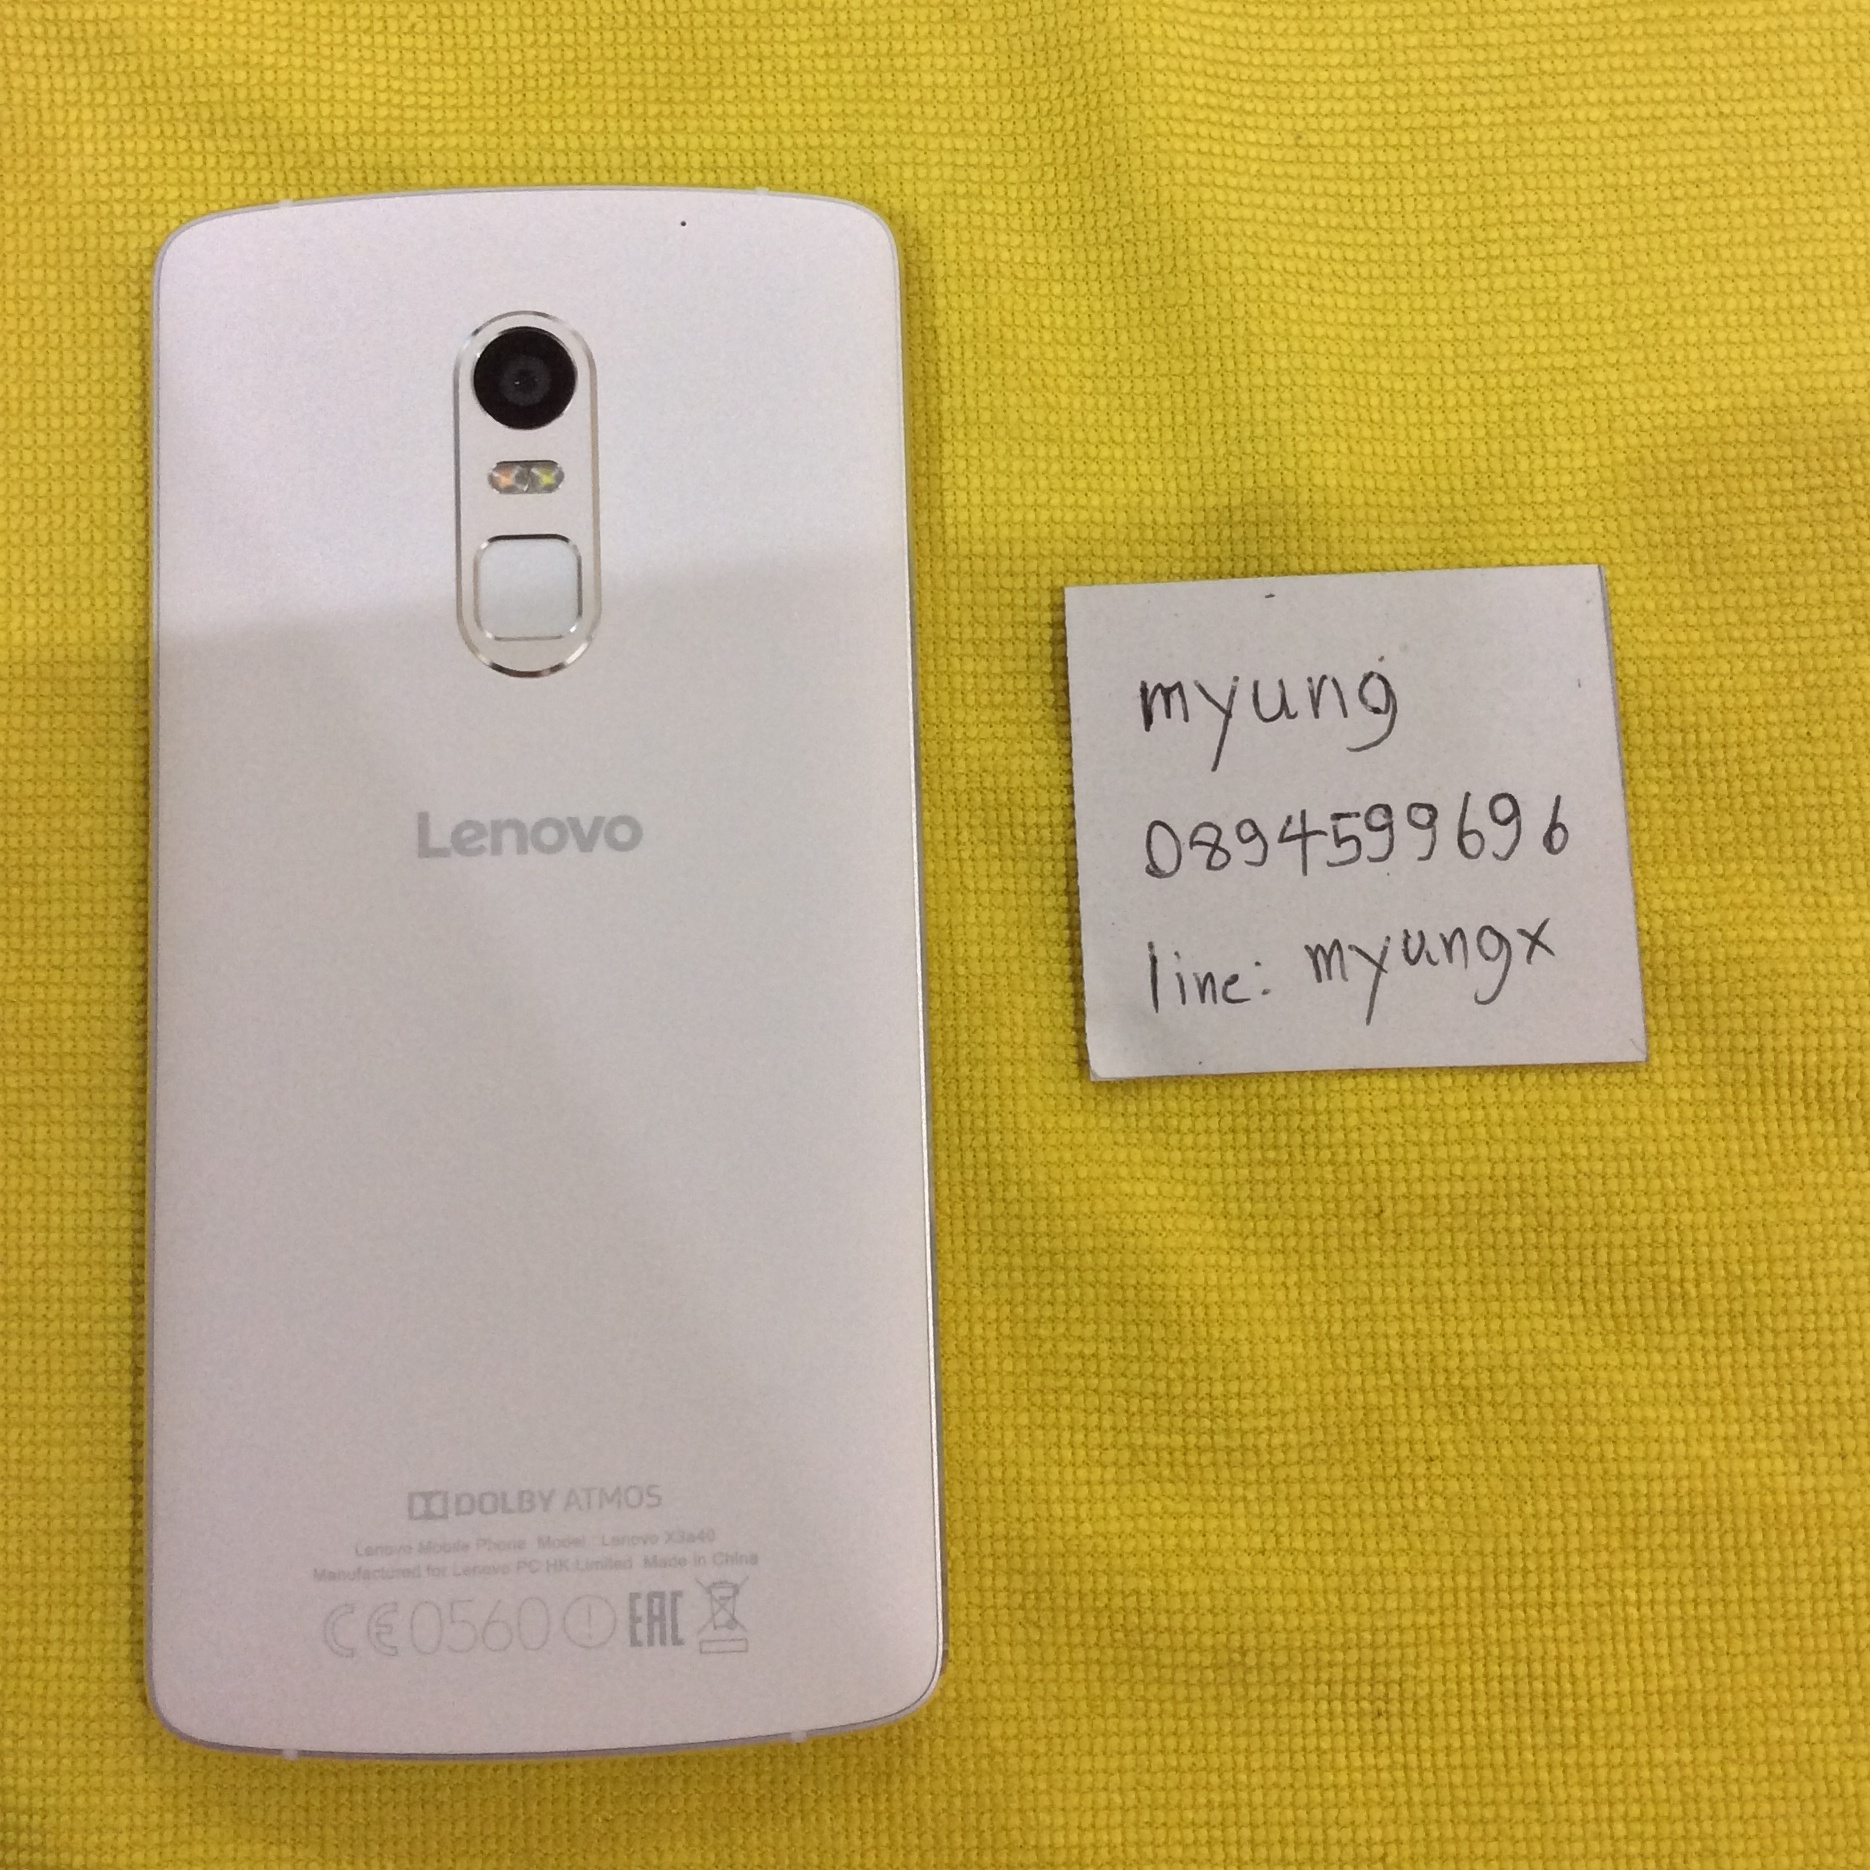 Lenovo
DOLBY ATMOS
Lenovo Mobile Phone Model: Lenovo X3a40
Manufactured for Lenovo PC HK Limited Made in China
CE0560 EAC
myung
0894599696
line: myungx